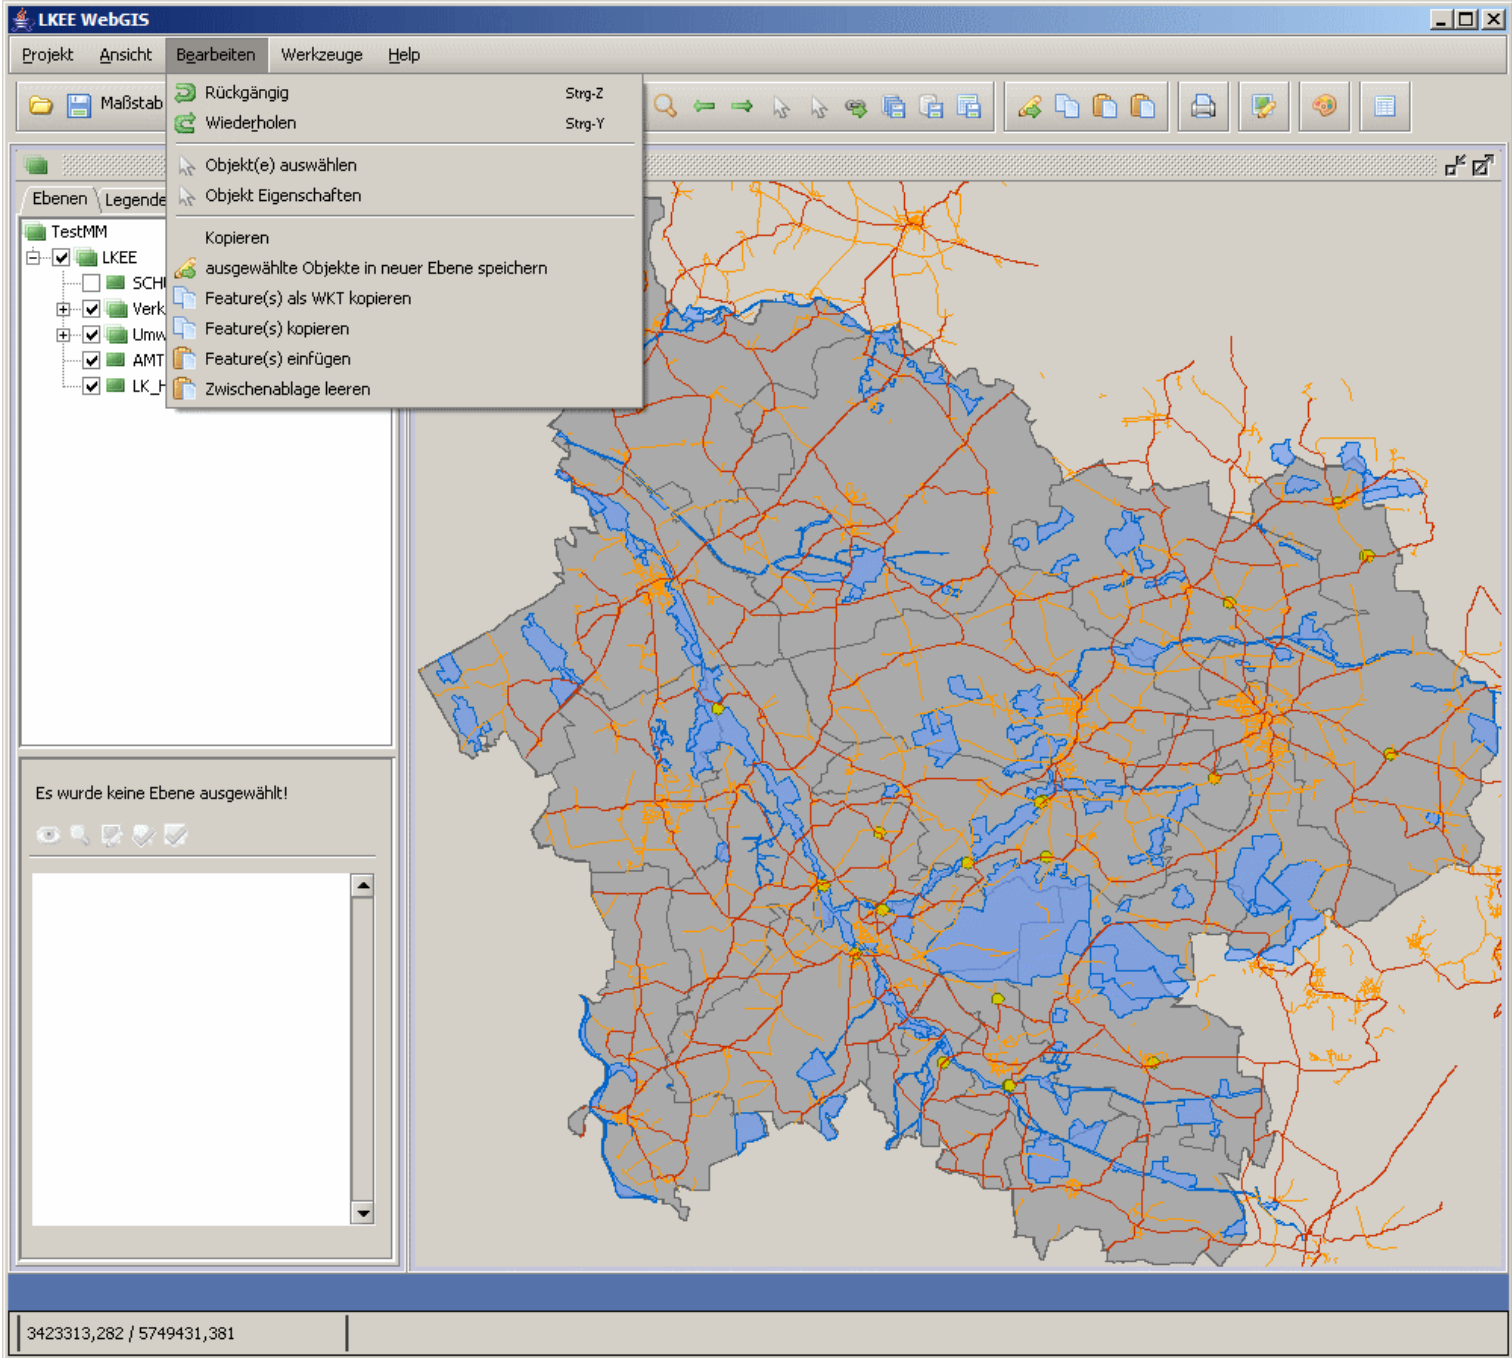 LKEE WebGIS
Projekt Ansicht Bearbeiten Werkzeuge Help
Maßstab
Rückgängig Strg-Z
Wiederholen Strg-Y
Objekt(e) auswählen
Objekt Eigenschaften
Kopieren
ausgewählte Objekte in neuer Ebene speichern
Feature(s) als WKT kopieren
Feature(s) kopieren
Feature(s) einfügen
Zwischenablage leeren
Ebenen Legende
TestMM
LKEE
SCH
Verk
Umw
AMT
LK_H
Es wurde keine Ebene ausgewählt!
3423313,282 / 5749431,381